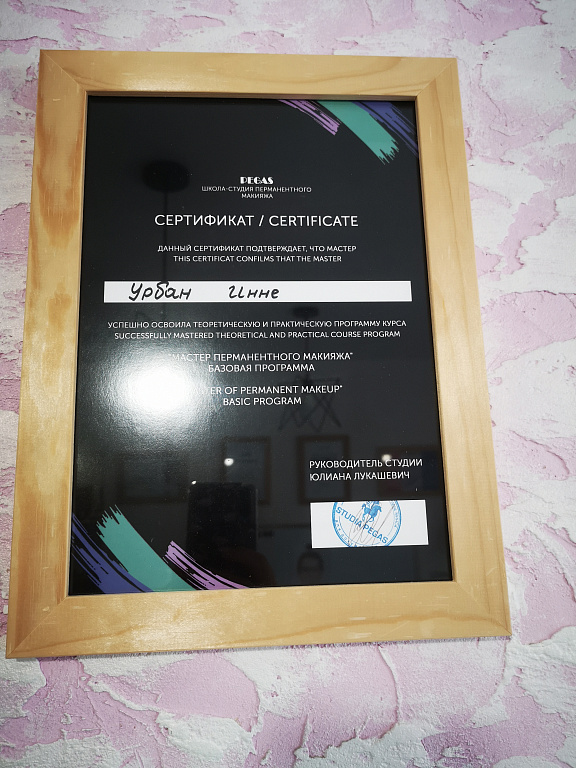 PEGAS
ШКОЛА-СТУДИЯ ПЕРМАНЕНТНОГО
МАКИЯЖА
СЕРТИФИКАТ / CERTIFICATE
ДАННЫЙ СЕРТИФИКАТ ПОДТВЕРЖДАЕТ, ЧТО МАСТЕР
THIS CERTIFICAT CONFILMS THAT THE MASTER
Урбан Инне
УСПЕШНО ОСВОИЛА ТЕОРЕТИЧЕСКУЮ И ПРАКТИЧЕСКУЮ ПРОГРАММУ КУРСА
SUCCESSFULLY MASTERED THEORETICAL AND PRACTICAL COURSE PROGRAM
"МАСТЕР ПЕРМАНЕНТНОГО МАКИЯЖА"
БАЗОВАЯ ПРОГРАММА
OF PERMANENT MAKEUP"
BASIC PROGRAM
РУКОВОДИТЕЛЬ СТУДИИ
ЮЛИАНА ЛУКАШЕВИЧ
STUDIA PEGAS